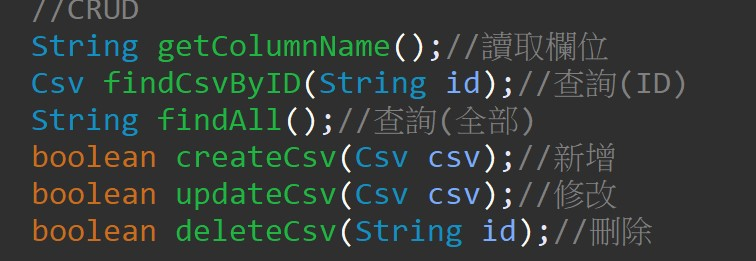 //CRUD
String getColumnName();//讀取欄位
Csv findCsvByID(String id);//查詢(ID)
String findAll();//查詢(全部)
boolean createCsv(Csv csv);//新增
boolean updateCsv(Csv csv);//修改
boolean deleteCsv(String id);//刪除